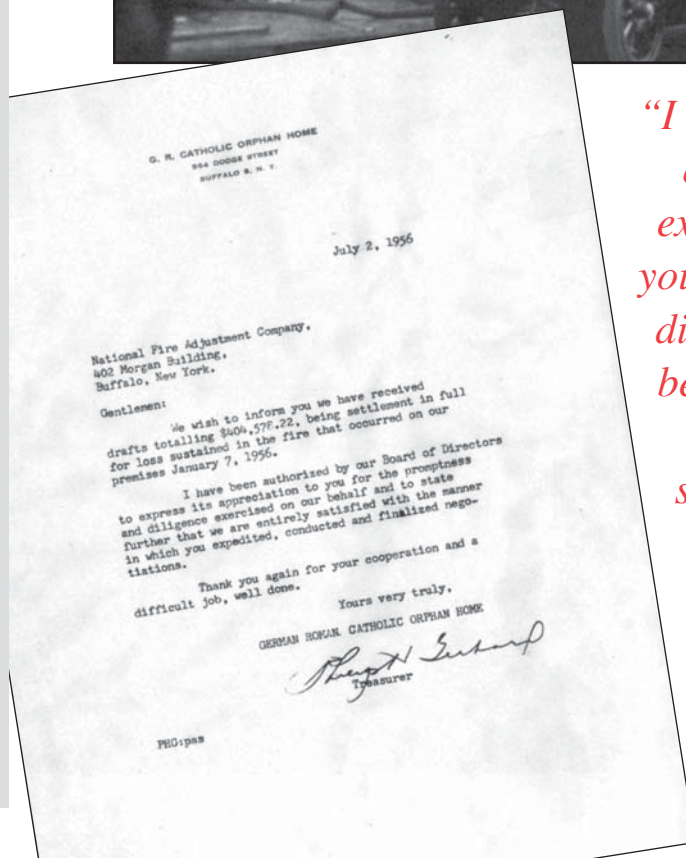 G. R. CATHOLIC ORPHAN HOME
564 DODGE STREET
BUFFALO 8, N. Y.
July 2, 1956
National Fire Adjustment Company,
402 Morgan Building,
Buffalo, New York.
Gentlemen:
We wish to inform you we have received
drafts totalling $404,578.22, being settlement in full
for loss sustained in the fire that occurred on our
premises January 7, 1956.
I have been authorized by our Board of Directors
to express its appreciation to you for the promptness
and diligence exercised on our behalf and to state
further that we are entirely satisfied with the manner
in which you expedited, conducted and finalized nego-
tiations.
Thank you again for your cooperation and a
difficult job, well done.
Yours very truly,
GERMAN ROMAN CATHOLIC ORPHAN HOME
Treasurer
PHG:pas
“I
ex
you
di
be
s